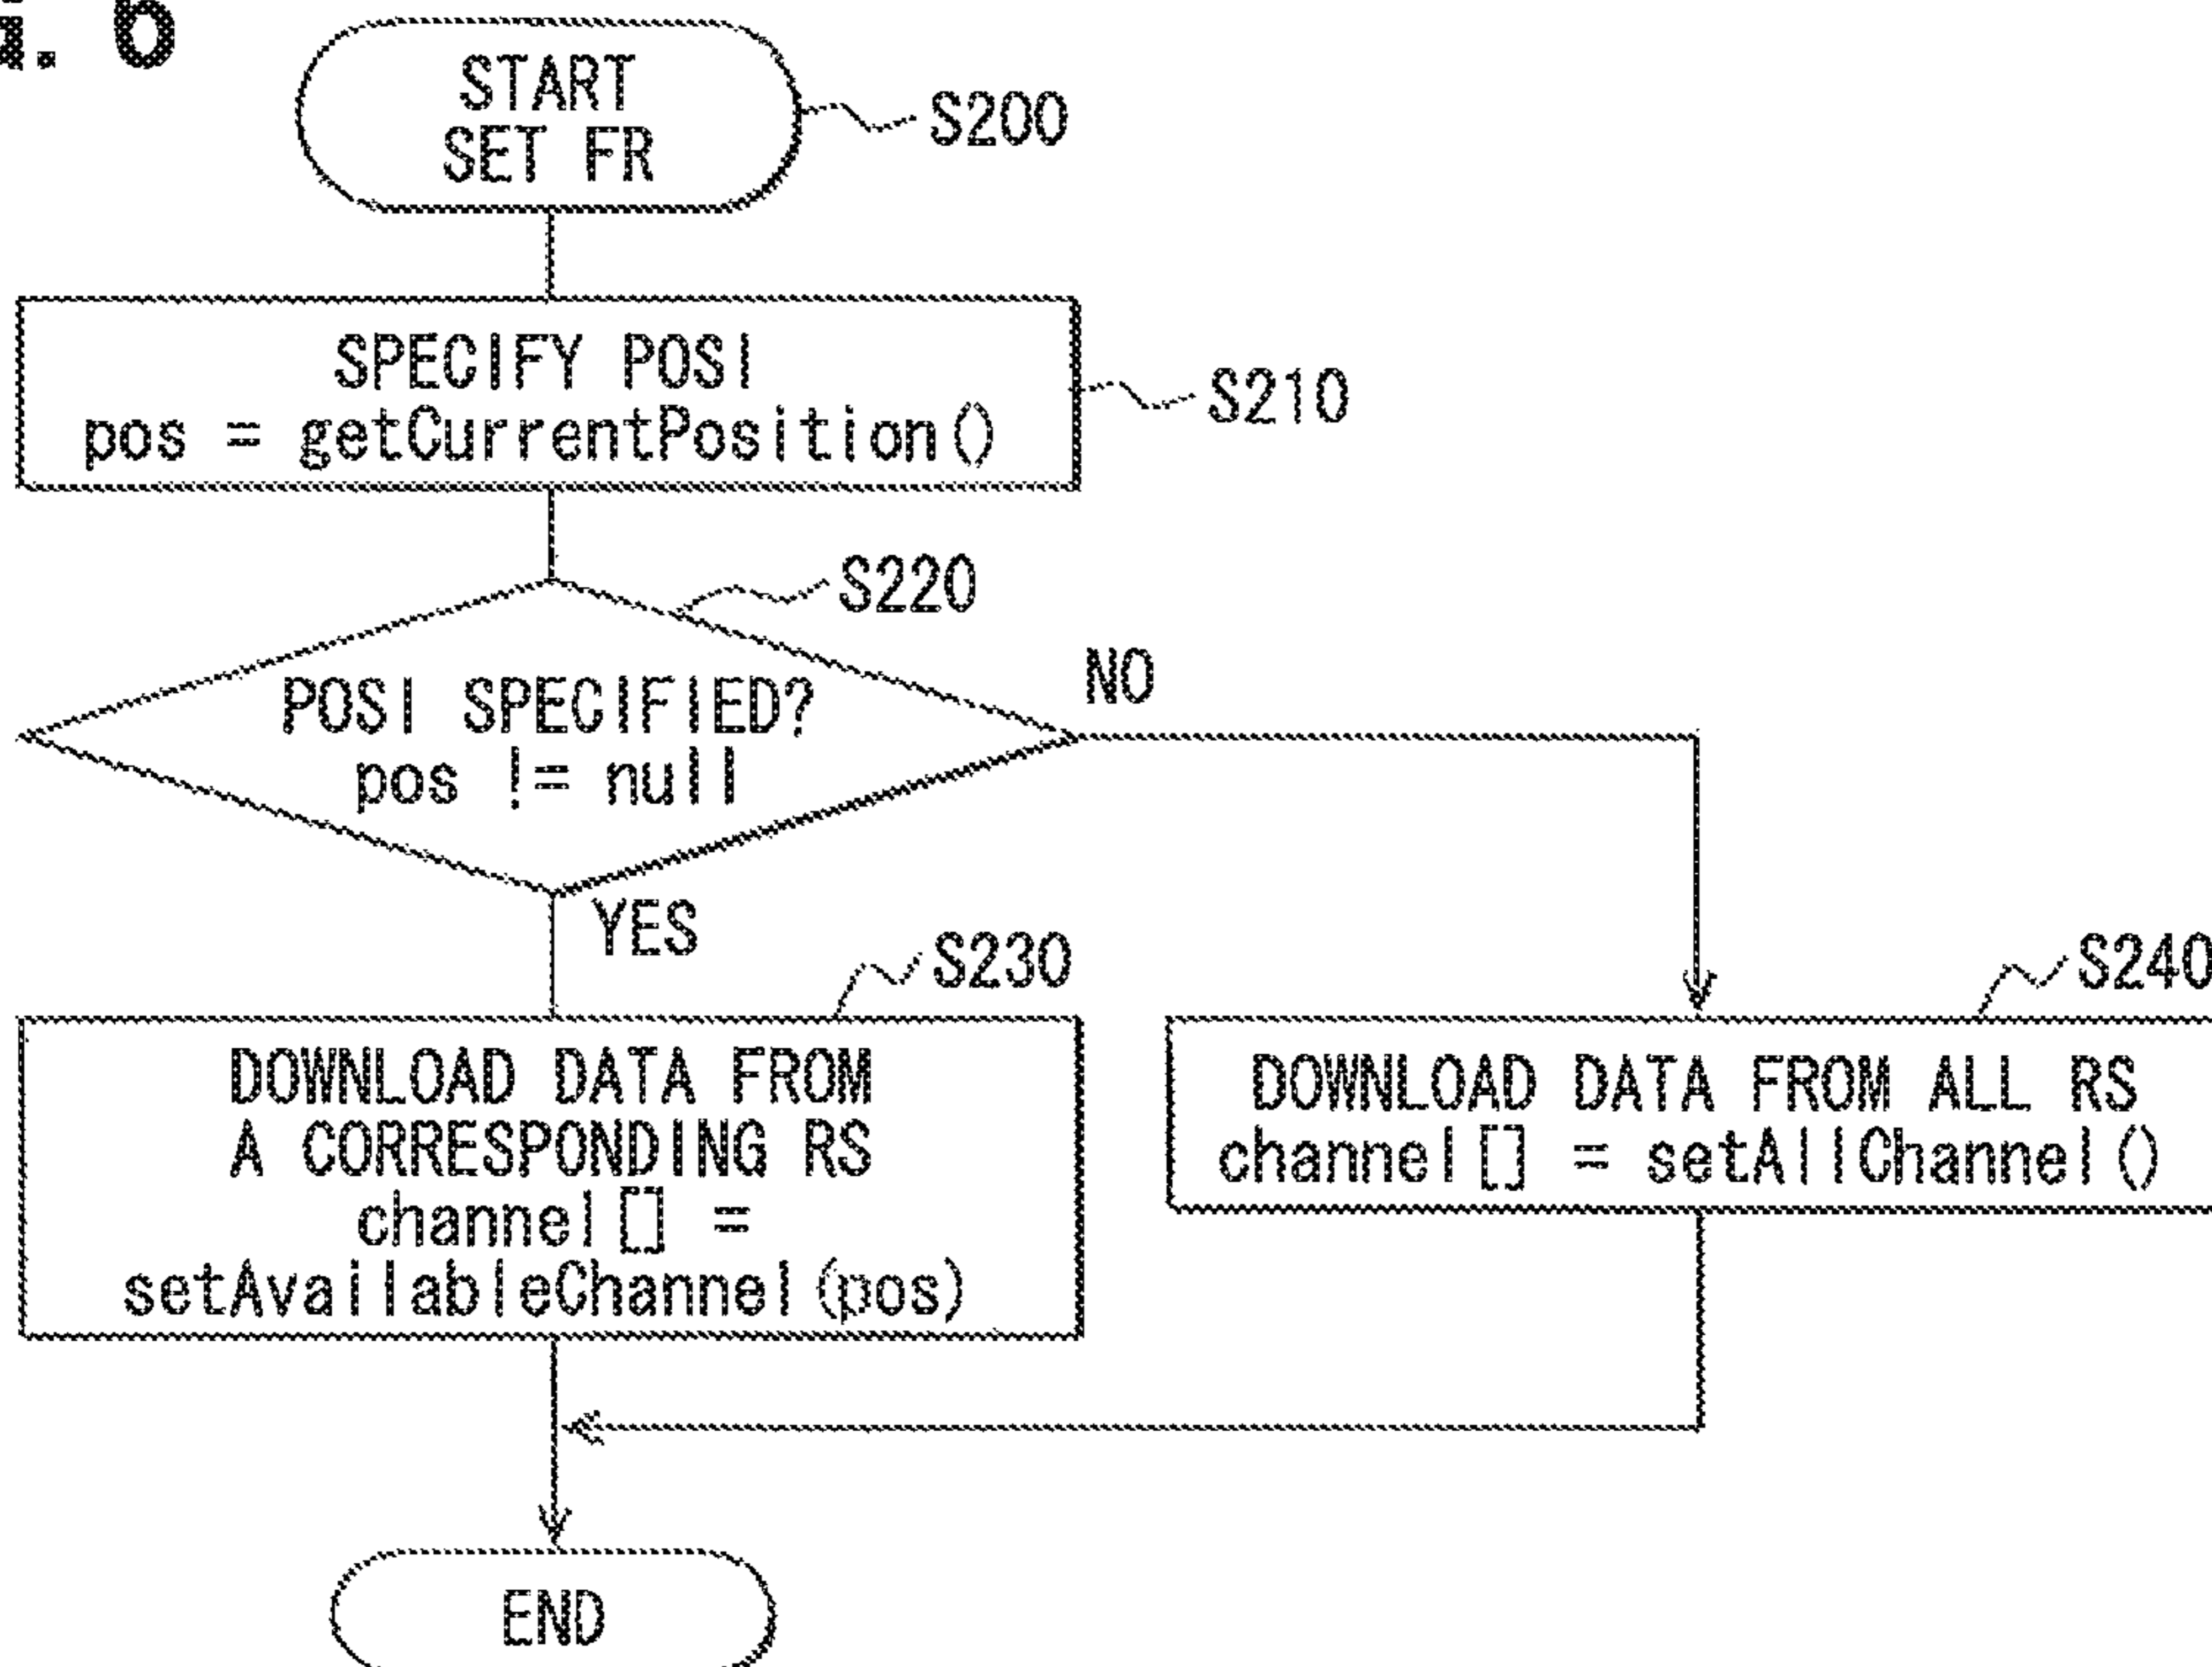 6
START
SET FR
S200
SPECIFY POSI
pos = getCurrentPosition()
S210
S220
POSI SPECIFIED?
pos != null
NO
YES
S230
S240
DOWNLOAD DATA FROM
A CORRESPONDING RS
channel[] =
setAvailableChannel(pos)
DOWNLOAD DATA FROM ALL RS
channel[] = setAllChannel()
END